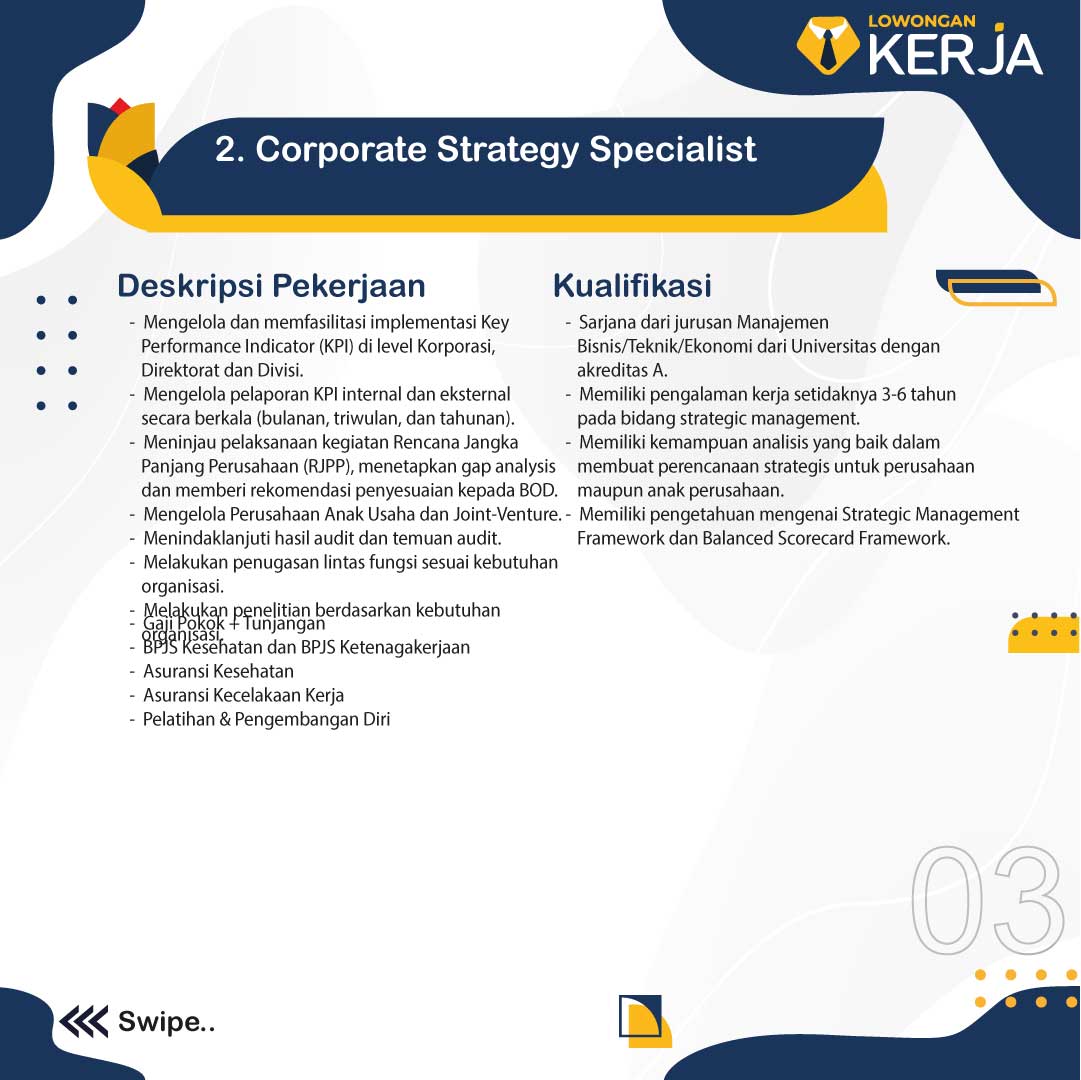 LOWONGAN
KERJA
2. Corporate Strategy Specialist
Deskripsi Pekerjaan
- Mengelola dan memfasilitasi implementasi Key
Performance Indicator (KPI) di level Korporasi,
Direktorat dan Divisi.
- Mengelola pelaporan KPI internal dan eksternal
secara berkala (bulanan, triwulan, dan tahunan).
- Meninjau pelaksanaan kegiatan Rencana Jangka
Panjang Perusahaan (RJPP), menetapkan gap analysis
dan memberi rekomendasi penyesuaian kepada BOD.
- Mengelola Perusahaan Anak Usaha dan Joint-Venture.
- Menindaklanjuti hasil audit dan temuan audit.
- Melakukan penugasan lintas fungsi sesuai kebutuhan
organisasi.
- Melakukan penelitian berdasarkan kebutuhan
organisasi.
- Gaji Pokok + Tunjangan
- BPJS Kesehatan dan BPJS Ketenagakerjaan
- Asuransi Kesehatan
- Asuransi Kecelakaan Kerja
- Pelatihan & Pengembangan Diri
Kualifikasi
- Sarjana dari jurusan Manajemen
Bisnis/Teknik/Ekonomi dari Universitas dengan
akreditas A.
- Memiliki pengalaman kerja setidaknya 3-6 tahun
pada bidang strategic management.
- Memiliki kemampuan analisis yang baik dalam
membuat perencanaan strategis untuk perusahaan
maupun anak perusahaan.
- Memiliki pengetahuan mengenai Strategic Management
Framework dan Balanced Scorecard Framework.
03
Swipe..